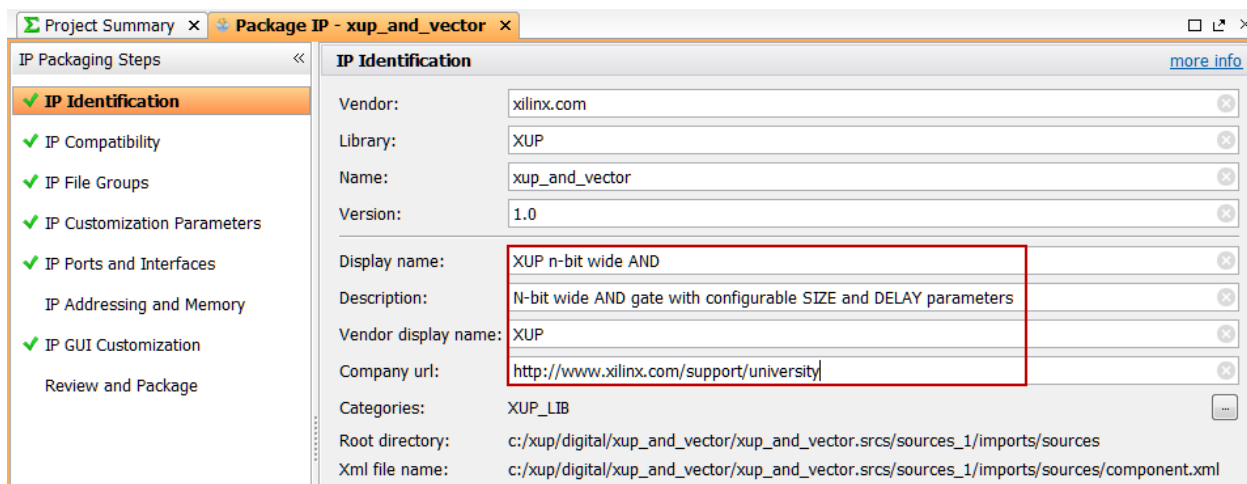 Project Summary
Package IP - xup_and_vector
IP Packaging Steps
IP Identification
IP Compatibility
IP File Groups
IP Customization Parameters
IP Ports and Interfaces
IP Addressing and Memory
IP GUI Customization
Review and Package
IP Identification more info
Vendor: xilinx.com
Library: XUP
Name: xup_and_vector
Version: 1.0
Display name: XUP n-bit wide AND
Description: N-bit wide AND gate with configurable SIZE and DELAY parameters
Vendor display name: XUP
Company url: http://www.xilinx.com/support/university
Categories: XUP_LIB ...
Root directory: c:/xup/digital/xup_and_vector/xup_and_vector.srcs/sources_1/imports/sources
Xml file name: c:/xup/digital/xup_and_vector/xup_and_vector.srcs/sources_1/imports/sources/component.xml